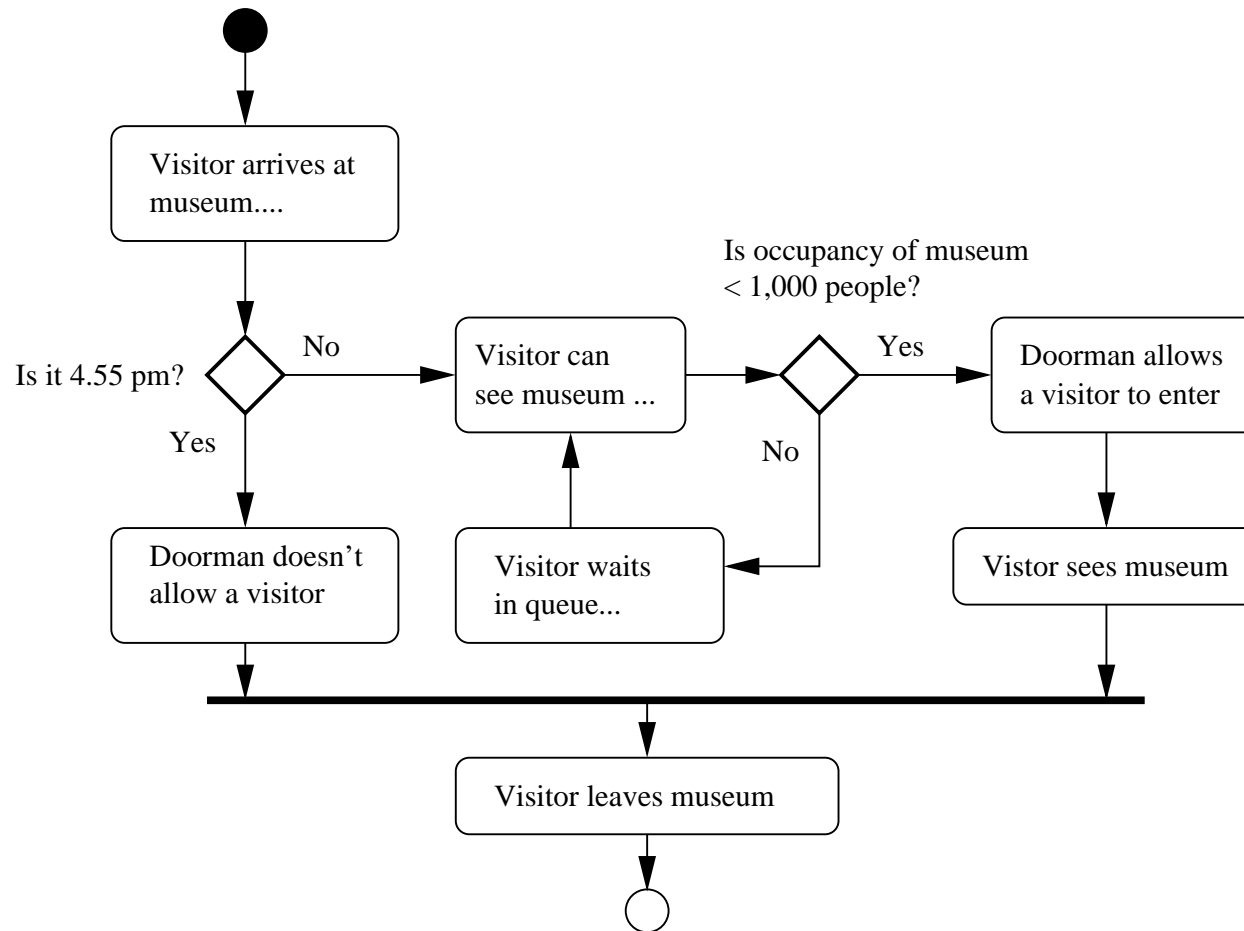 Visitor arrives at
museum....
Is occupancy of museum
< 1,000 people?
Is it 4.55 pm?
No
Yes
Visitor can
see museum ...
Yes
No
Doorman allows
a visitor to enter
Doorman doesn't
allow a visitor
Visitor waits
in queue...
Vistor sees museum
Visitor leaves museum